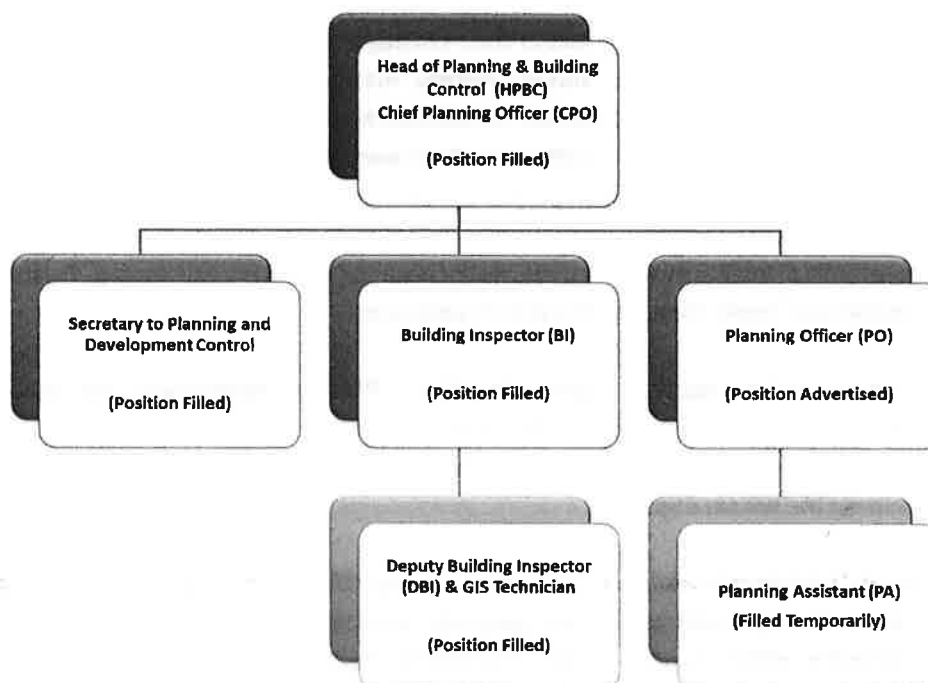 Head of Planning & Building
Control (HPBC)
Chief Planning Officer (CPO)
(Position Filled)
Secretary to Planning and
Development Control
(Position Filled)
Building Inspector (BI)
(Position Filled)
Planning Officer (PO)
(Position Advertised)
Deputy Building Inspector
(DBI) & GIS Technician
(Position Filled)
Planning Assistant (PA)
(Filled Temporarily)